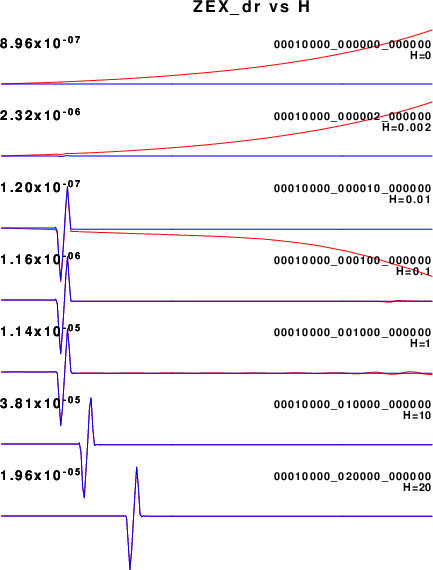 ZEX_dr vs H
8.96x10-07 00010000_000000_000000
H=0
2.32x10-06 00010000_000002_000000
H=0.002
1.20x10-07 00010000_000010_000000
H=0.01
1.16x10-06 00010000_000100_000000
H=0.1
1.14x10-05 00010000_001000_000000
H=1
3.81x10-05 00010000_010000_000000
H=10
1.96x10-05 00010000_020000_000000
H=20